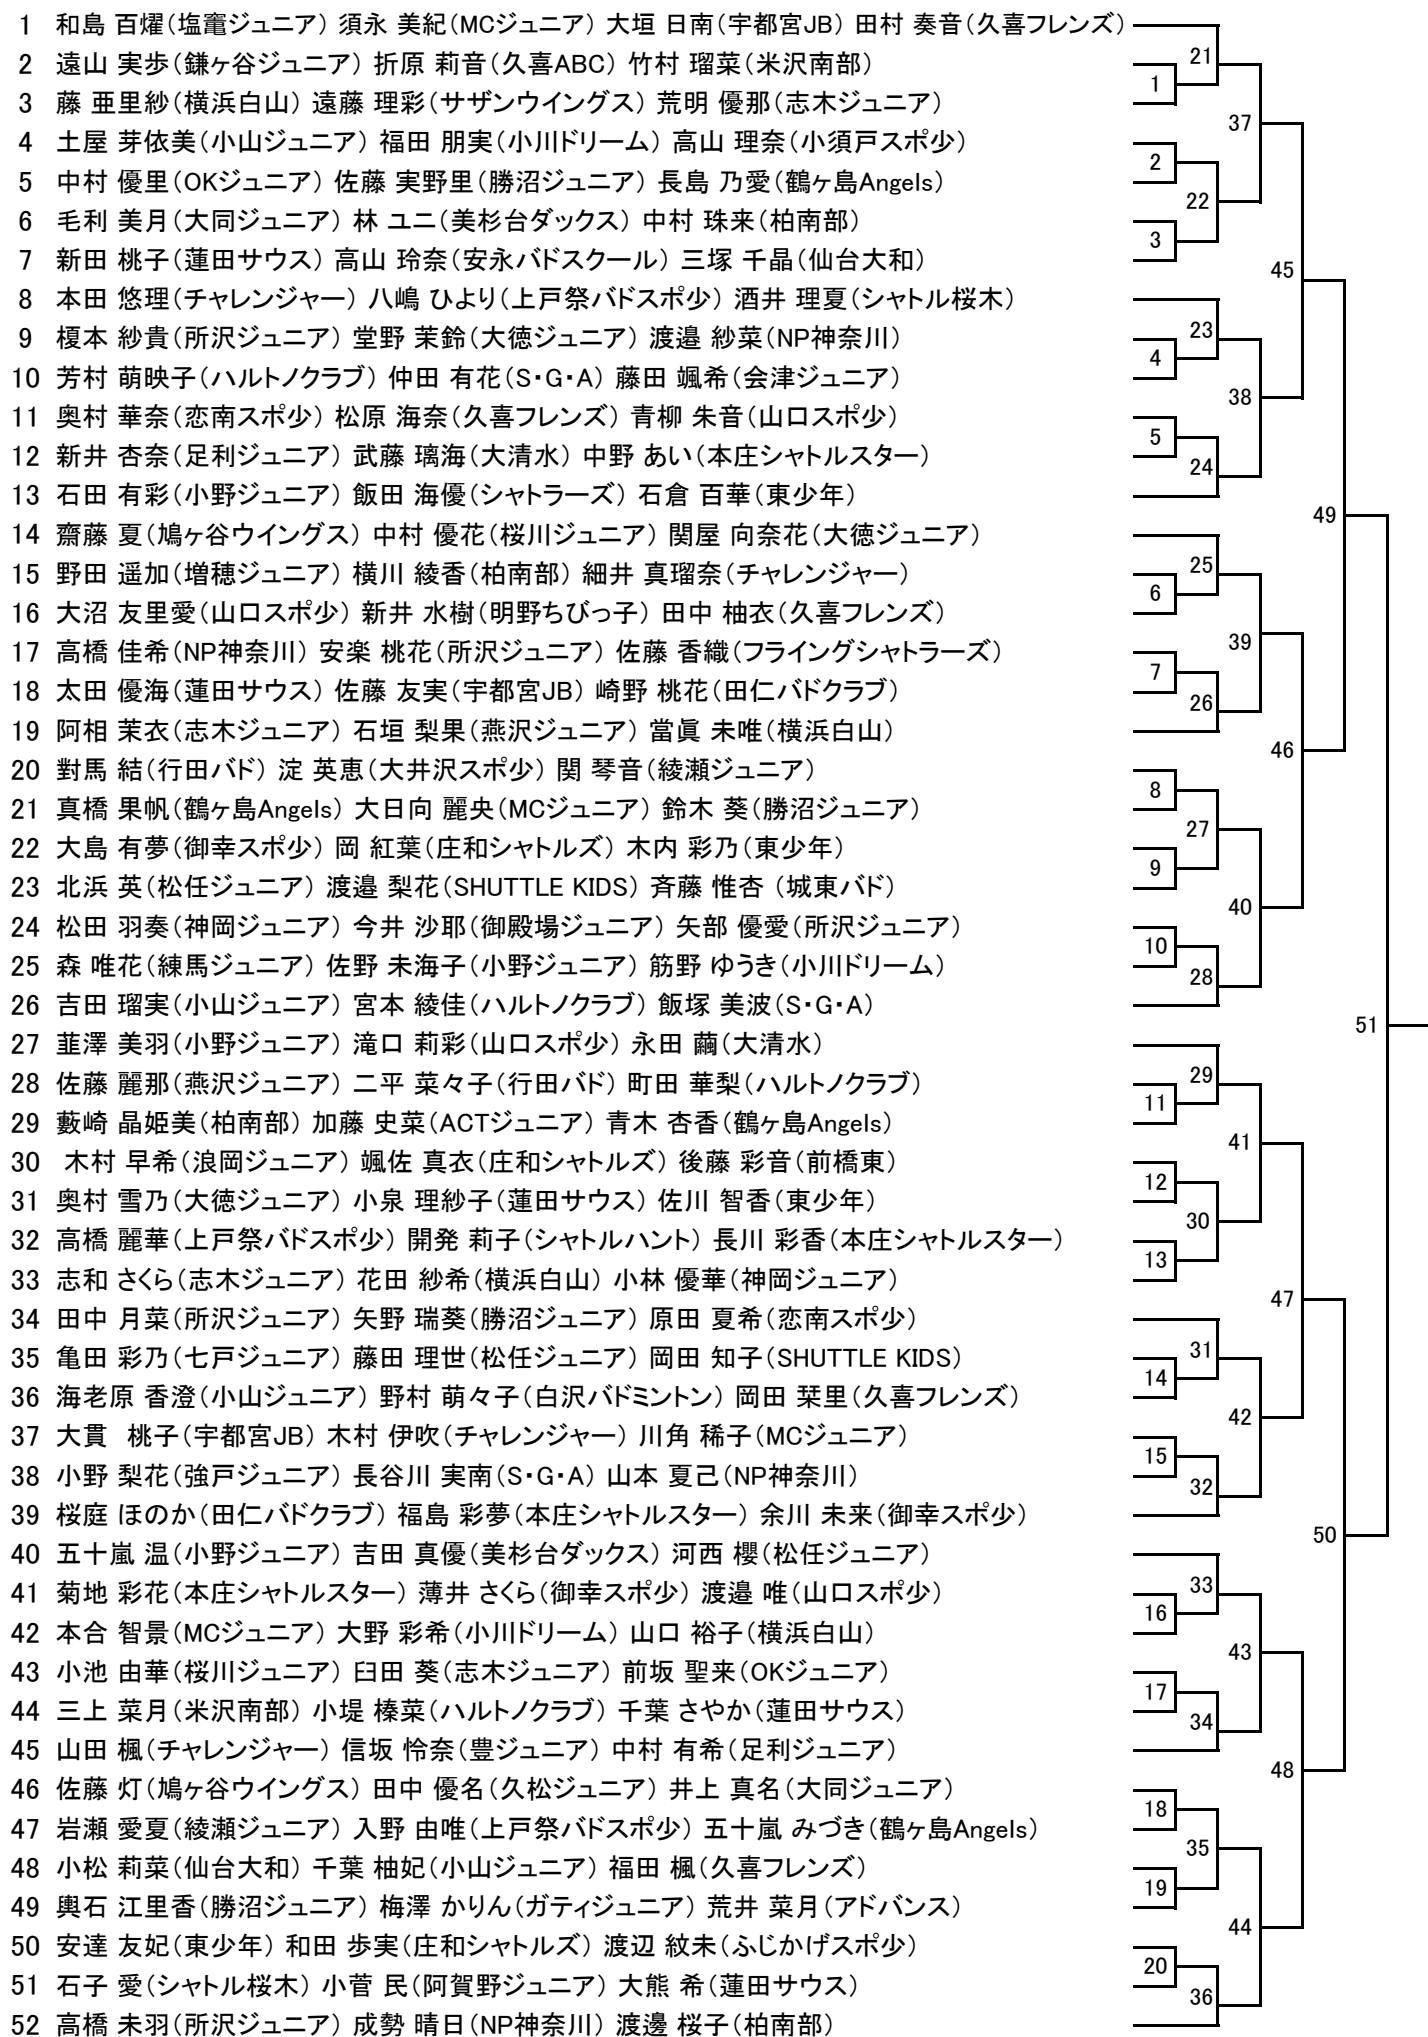 1 和島 百燿(塩竈ジュニア) 須永 美紀(MCジュニア) 大垣 日南(宇都宮JB) 田村 奏音(久喜フレンズ)
2 遠山 実歩(鎌ヶ谷ジュニア) 折原 莉音(久喜ABC) 竹村 瑠菜(米沢南部)
3 藤 亜里紗(横浜白山) 遠藤 理彩(サザンウイングス) 荒明 優那(志木ジュニア)
4 土屋 芽依美(小山ジュニア) 福田 朋実(小川ドリーム) 高山 理奈(小須戸スポ少)
5 中村 優里(OKジュニア) 佐藤 実野里(勝沼ジュニア) 長島 乃愛(鶴ヶ島Angels)
6 毛利 美月(大同ジュニア) 林 ユニ(美杉台ダックス) 中村 珠来(柏南部)
7 新田 桃子(蓮田サウス) 高山 玲奈(安永バドスクール) 三塚 千晶(仙台大和)
8 本田 悠理(チャレンジャー) 八嶋 ひより(上戸祭バドスポ少) 酒井 理夏(シャトル桜木)
9 榎本 紗貴(所沢ジュニア) 堂野 茉鈴(大徳ジュニア) 渡邉 紗菜(NP神奈川)
10 芳村 萌映子(ハルトノクラブ) 仲田 有花(S・G・A) 藤田 颯希(会津ジュニア)
11 奥村 華奈(恋南スポ少) 松原 海奈(久喜フレンズ) 青柳 朱音(山口スポ少)
12 新井 杏奈(足利ジュニア) 武藤 璃海(大清水) 中野 あい(本庄シャトルスター)
13 石田 有彩(小野ジュニア) 飯田 海優(シャトラーズ) 石倉 百華(東少年)
14 齋藤 夏(鳩ヶ谷ウイングス) 中村 優花(桜川ジュニア) 関屋 向奈花(大徳ジュニア)
15 野田 遥加(増穂ジュニア) 横川 綾香(柏南部) 細井 真瑠奈(チャレンジャー)
16 大沼 友里愛(山口スポ少) 新井 水樹(明野ちびっ子) 田中 柚衣(久喜フレンズ)
17 高橋 佳希(NP神奈川) 安楽 桃花(所沢ジュニア) 佐藤 香織(フライングシャトラーズ)
18 太田 優海(蓮田サウス) 佐藤 友実(宇都宮JB) 崎野 桃花(田仁バドクラブ)
19 阿相 茉衣(志木ジュニア) 石垣 梨果(燕沢ジュニア) 當眞 未唯(横浜白山)
20 對馬 結(行田バド) 淀 英恵(大井沢スポ少) 関 琴音(綾瀬ジュニア)
21 真橋 果帆(鶴ヶ島Angels) 大日向 麗央(MCジュニア) 鈴木 葵(勝沼ジュニア)
22 大島 有夢(御幸スポ少) 岡 紅葉(庄和シャトルズ) 木内 彩乃(東少年)
23 北浜 英(松任ジュニア) 渡邉 梨花(SHUTTLE KIDS) 斉藤 惟杏 (城東バド)
24 松田 羽奏(神岡ジュニア) 今井 沙耶(御殿場ジュニア) 矢部 優愛(所沢ジュニア)
25 森 唯花(練馬ジュニア) 佐野 未海子(小野ジュニア) 筋野 ゆうき(小川ドリーム)
26 吉田 瑠実(小山ジュニア) 宮本 綾佳(ハルトノクラブ) 飯塚 美波(S・G・A)
27 韮澤 美羽(小野ジュニア) 滝口 莉彩(山口スポ少) 永田 繭(大清水)
28 佐藤 麗那(燕沢ジュニア) 二平 菜々子(行田バド) 町田 華梨(ハルトノクラブ)
29 藪崎 晶姫美(柏南部) 加藤 史菜(ACTジュニア) 青木 杏香(鶴ヶ島Angels)
30 木村 早希(浪岡ジュニア) 颯佐 真衣(庄和シャトルズ) 後藤 彩音(前橋東)
31 奥村 雪乃(大徳ジュニア) 小泉 理紗子(蓮田サウス) 佐川 智香(東少年)
32 高橋 麗華(上戸祭バドスポ少) 開発 莉子(シャトルハント) 長川 彩香(本庄シャトルスター)
33 志和 さくら(志木ジュニア) 花田 紗希(横浜白山) 小林 優華(神岡ジュニア)
34 田中 月菜(所沢ジュニア) 矢野 瑞葵(勝沼ジュニア) 原田 夏希(恋南スポ少)
35 亀田 彩乃(七戸ジュニア) 藤田 理世(松任ジュニア) 岡田 知子(SHUTTLE KIDS)
36 海老原 香澄(小山ジュニア) 野村 萌々子(白沢バドミントン) 岡田 栞里(久喜フレンズ)
37 大貫 桃子(宇都宮JB) 木村 伊吹(チャレンジャー) 川角 稀子(MCジュニア)
38 小野 梨花(強戸ジュニア) 長谷川 実南(S・G・A) 山本 夏己(NP神奈川)
39 桜庭 ほのか(田仁バドクラブ) 福島 彩夢(本庄シャトルスター) 余川 未来(御幸スポ少)
40 五十嵐 温(小野ジュニア) 吉田 真優(美杉台ダックス) 河西 櫻(松任ジュニア)
41 菊地 彩花(本庄シャトルスター) 薄井 さくら(御幸スポ少) 渡邉 唯(山口スポ少)
42 本合 智景(MCジュニア) 大野 彩希(小川ドリーム) 山口 裕子(横浜白山)
43 小池 由華(桜川ジュニア) 臼田 葵(志木ジュニア) 前坂 聖来(OKジュニア)
44 三上 菜月(米沢南部) 小堤 榛菜(ハルトノクラブ) 千葉 さやか(蓮田サウス)
45 山田 楓(チャレンジャー) 信坂 怜奈(豊ジュニア) 中村 有希(足利ジュニア)
46 佐藤 灯(鳩ヶ谷ウイングス) 田中 優名(久松ジュニア) 井上 真名(大同ジュニア)
47 岩瀬 愛夏(綾瀬ジュニア) 入野 由唯(上戸祭バドスポ少) 五十嵐 みづき(鶴ヶ島Angels)
48 小松 莉菜(仙台大和) 千葉 柚妃(小山ジュニア) 福田 楓(久喜フレンズ)
49 輿石 江里香(勝沼ジュニア) 梅澤 かりん(ガティジュニア) 荒井 菜月(アドバンス)
50 安達 友妃(東少年) 和田 歩実(庄和シャトルズ) 渡辺 紋未(ふじかげスポ少)
51 石子 愛(シャトル桜木) 小菅 民(阿賀野ジュニア) 大熊 希(蓮田サウス)
52 高橋 未羽(所沢ジュニア) 成勢 晴日(NP神奈川) 渡邊 桜子(柏南部)
21
1
37
2
22
3
45
23
4
38
5
24
49
25
6
39
7
26
46
8
27
9
40
10
28
51
29
11
41
12
30
13
47
31
14
42
15
32
50
33
16
43
17
34
48
18
35
19
44
20
36